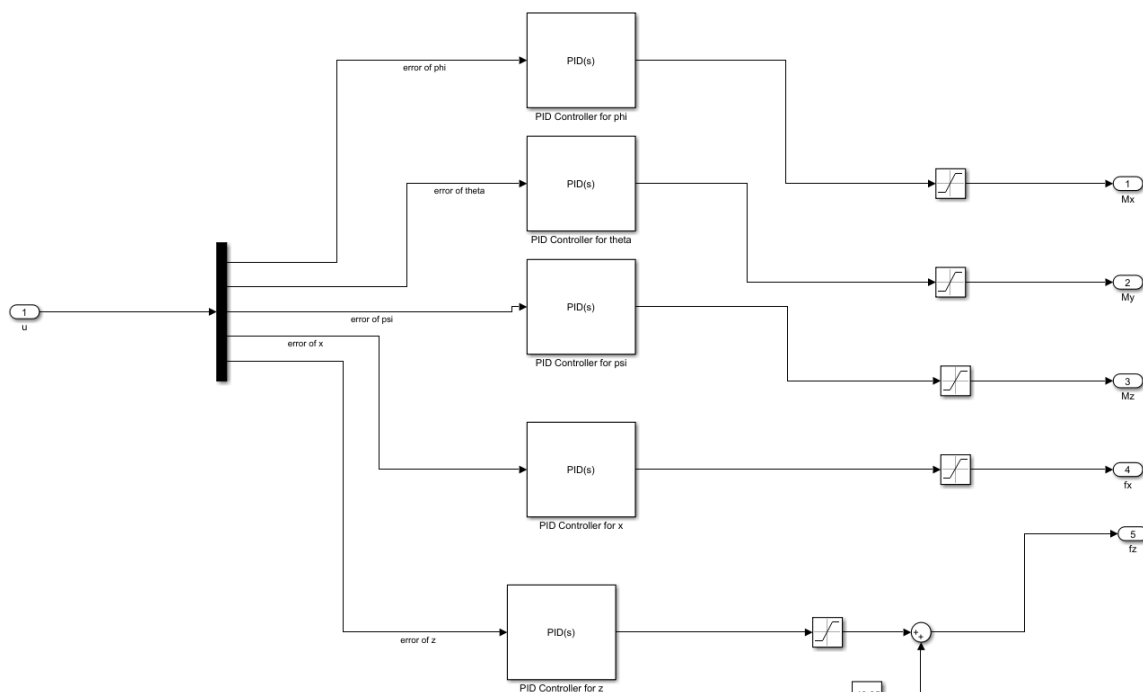 PID(s)
error of phi
PID Controller for phi
PID(s)
error of theta
1
Mx
PID Controller for theta
PID(s)
2
My
1
u
error of psi
error of x
PID Controller for psi
3
Mz
PID(s)
4
fx
PID Controller for x
5
fz
PID(s)
error of z
PID Controller for z